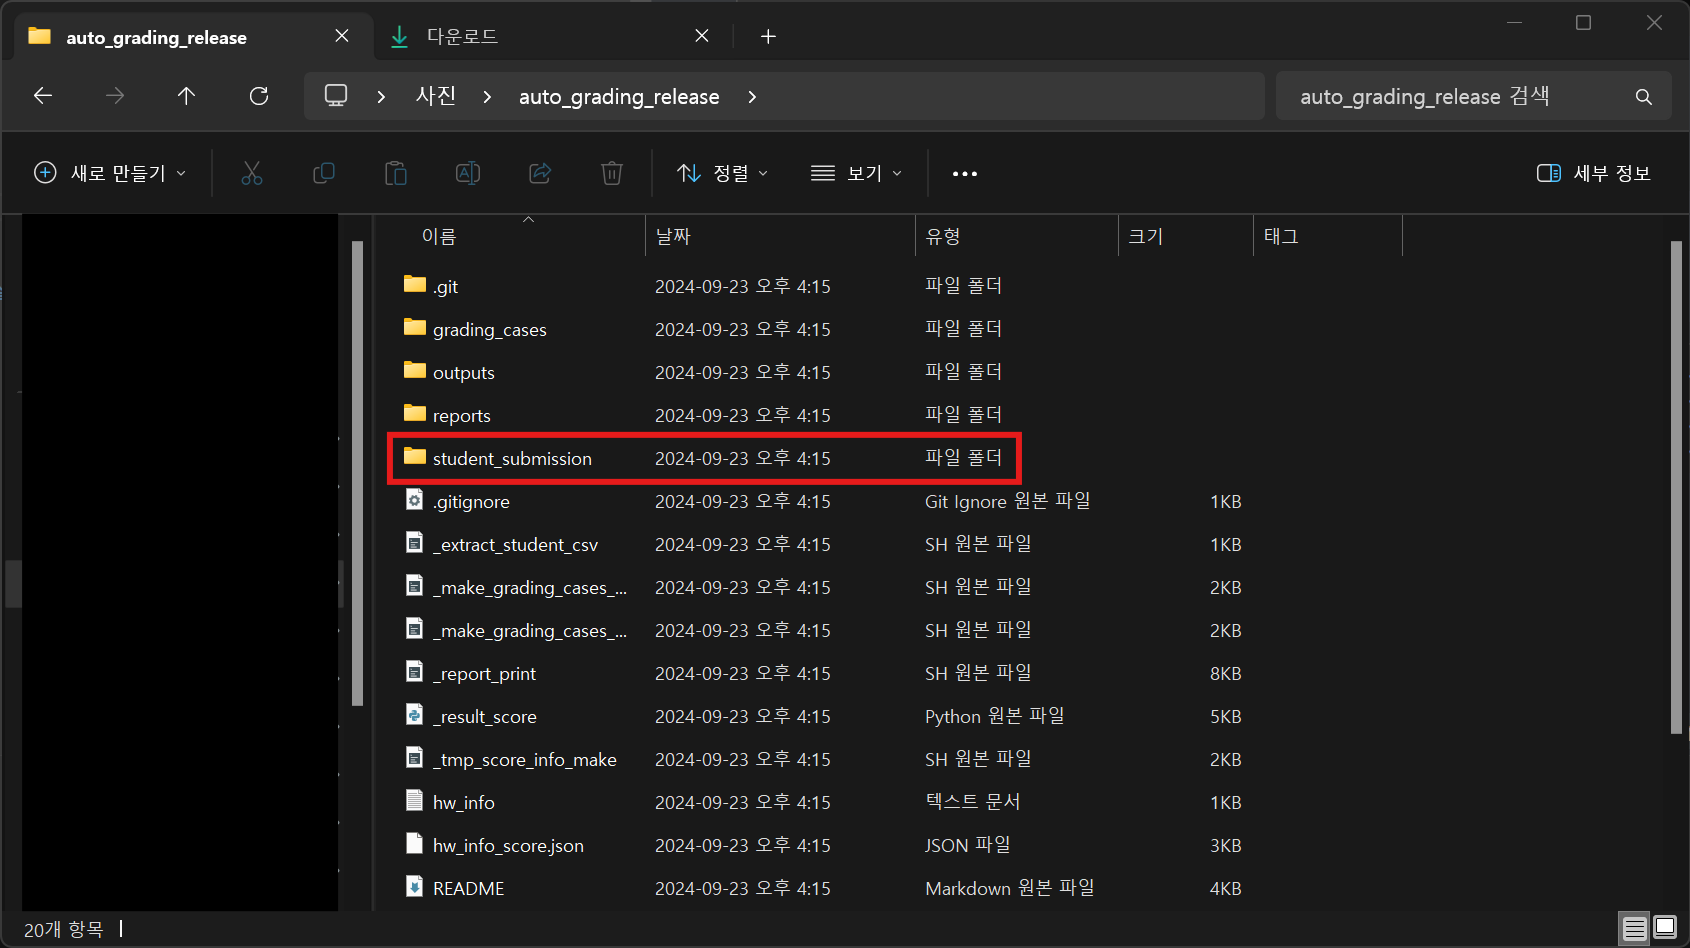 auto_grading_release
다운로드
사진 auto_grading_release
auto_grading_release 검색
새로 만들기
정렬
보기
세부 정보
이름 날짜 유형 크기 태그
.git 2024-09-23 오후 4:15 파일 폴더
grading_cases 2024-09-23 오후 4:15 파일 폴더
outputs 2024-09-23 오후 4:15 파일 폴더
reports 2024-09-23 오후 4:15 파일 폴더
student_submission 2024-09-23 오후 4:15 파일 폴더
.gitignore 2024-09-23 오후 4:15 Git Ignore 원본 파일 1KB
_extract_student_csv 2024-09-23 오후 4:15 SH 원본 파일 1KB
_make_grading_cases_... 2024-09-23 오후 4:15 SH 원본 파일 2KB
_make_grading_cases_... 2024-09-23 오후 4:15 SH 원본 파일 2KB
_report_print 2024-09-23 오후 4:15 SH 원본 파일 8KB
_result_score 2024-09-23 오후 4:15 Python 원본 파일 5KB
_tmp_score_info_make 2024-09-23 오후 4:15 SH 원본 파일 2KB
hw_info 2024-09-23 오후 4:15 텍스트 문서 1KB
hw_info_score.json 2024-09-23 오후 4:15 JSON 파일 3KB
README 2024-09-23 오후 4:15 Markdown 원본 파일 4KB
20개 항목